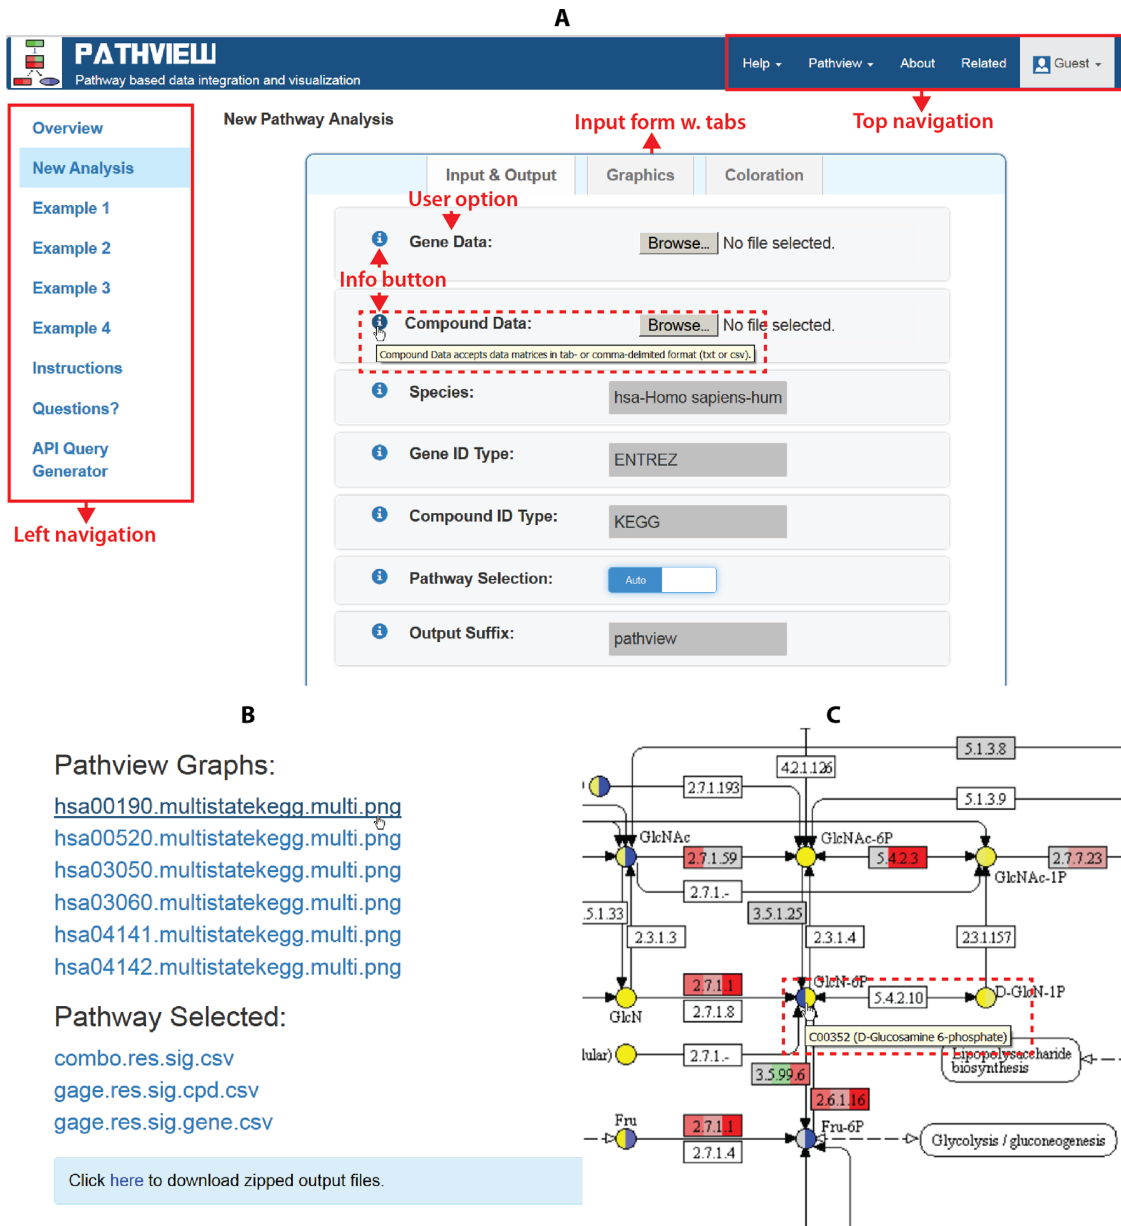 A
PATHVIEW
Pathway based data integration and visualization
Help
Pathview
About
Related
Guest
Top navigation
Overview
New Analysis
Example 1
Example 2
Example 3
Example 4
Instructions
Questions?
API Query
Generator
Left navigation
New Pathway Analysis
Input form w. tabs
Input & Output
Graphics
Coloration
User option
Gene Data:
Browse... No file selected.
Info button
Compound Data:
Browse... No file selected.
Compound Data accepts data matrices in tab- or comma-delimited format (txt or csv).
Species:
hsa-Homo sapiens-hum
Gene ID Type:
ENTREZ
Compound ID Type:
KEGG
Pathway Selection:
Auto
Output Suffix:
pathview
B
Pathview Graphs:
hsa00190.multistatekegg.multi.png
hsa00520.multistatekegg.multi.png
hsa03050.multistatekegg.multi.png
hsa03060.multistatekegg.multi.png
hsa04141.multistatekegg.multi.png
hsa04142.multistatekegg.multi.png
Pathway Selected:
combo.res.sig.csv
gage.res.sig.cpd.csv
gage.res.sig.gene.csv
Click here to download zipped output files.
C
5.1.3.8
4.2.1.126
2.7.1.193
5.1.3.9
GlcNAc
GlcNAc-6P
2.7.1.59
5.4.2.3
2.7.7.23
GlcNAc-1P
2.7.1.-
5.1.33
3.5.1.25
2.3.1.3
2.3.1.4
2.3.1.157
GlcN-6P
2.7.1.1
5.4.2.10
D-GlcN-1P
GlcN
2.7.1.8
C00352 (D-Glucosamine 6-phosphate)
lular)
2.7.1.-
Lipopolysaccharide
biosynthesis
3.5.99.6
2.6.1.16
Fru
2.7.1.1
Fru-6P
Glycolysis / gluconeogenesis
2.7.1.4